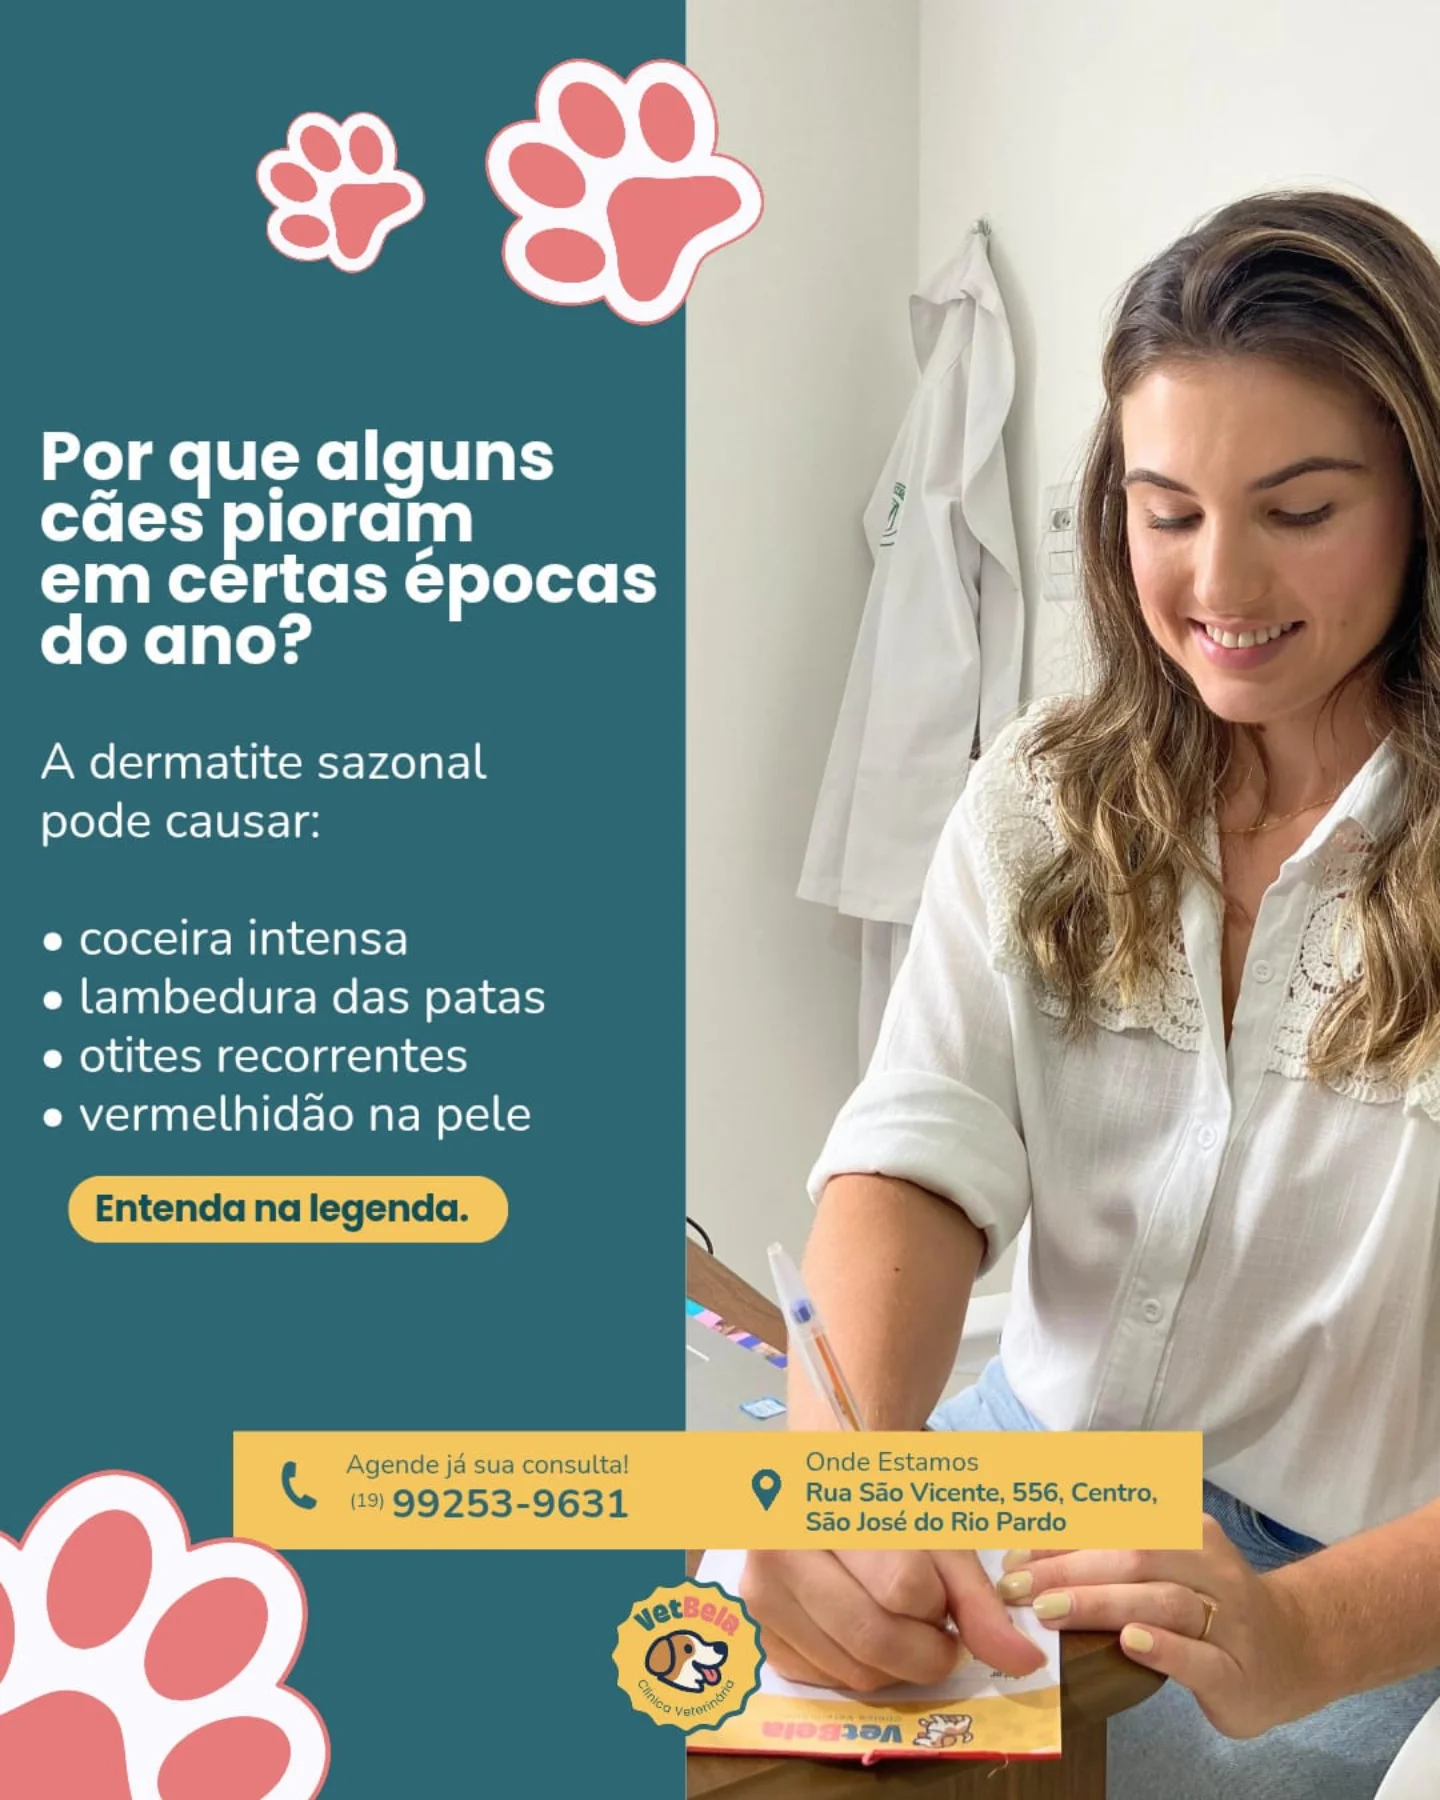 Por que alguns
cães pioram
em certas épocas
do ano?
A dermatite sazonal
pode causar:
• coceira intensa
• lambedura das patas
• otites recorrentes
• vermelhidão na pele
Entenda na legenda.
Agende já sua consulta!
(19) 99253-9631
Onde Estamos
Rua São Vicente, 556, Centro,
São José do Rio Pardo
VetBela
Clínica Veterinária
VetBela